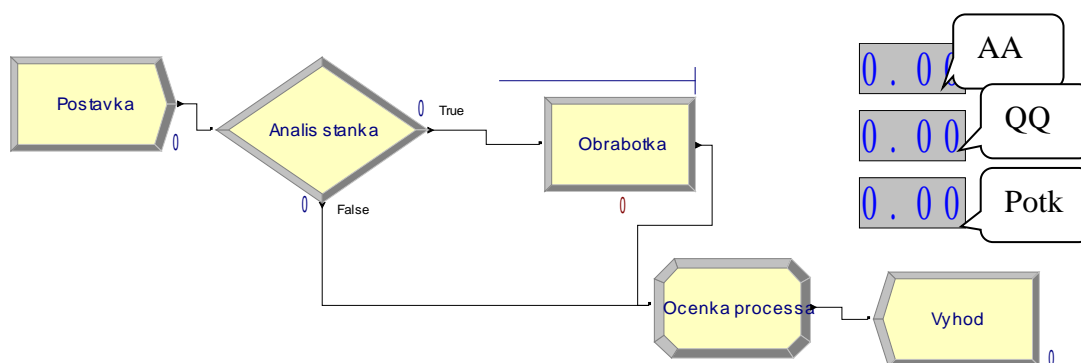 Postavka
0
Analis stanka
0
True
0
False
Obrabotka
0
0.00
AA
0.00
QQ
0.00
Potk
Ocenka processa
Vyhod
0